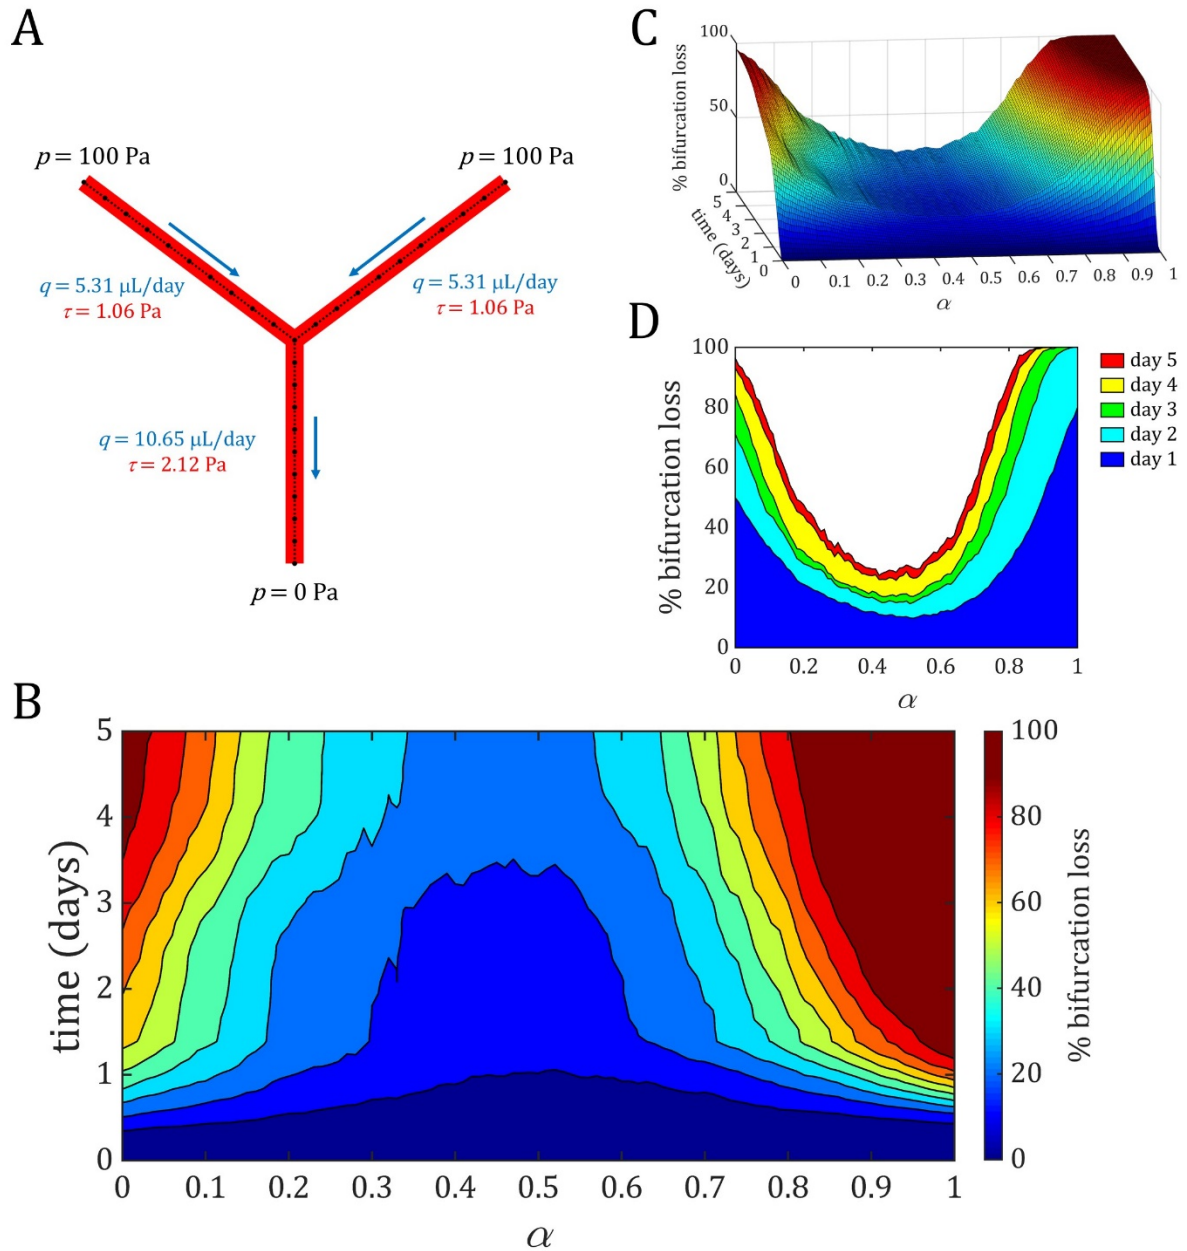 A
p = 100 Pa
p = 100 Pa
q = 5.31 μL/day
τ = 1.06 Pa
q = 5.31 μL/day
τ = 1.06 Pa
q = 10.65 μL/day
τ = 2.12 Pa
p = 0 Pa
C
% bifurcation loss
100
50
0
time (days)
5
4
3
2
1
0
0
0.1
0.2
0.3
0.4
0.5
0.6
0.7
0.8
0.9
1
α
D
% bifurcation loss
100
80
60
40
20
0
0
0.2
0.4
0.6
0.8
1
α
day 5
day 4
day 3
day 2
day 1
B
time (days)
5
4
3
2
1
0
0
0.1
0.2
0.3
0.4
0.5
0.6
0.7
0.8
0.9
1
α
100
80
60
40
20
0
% bifurcation loss